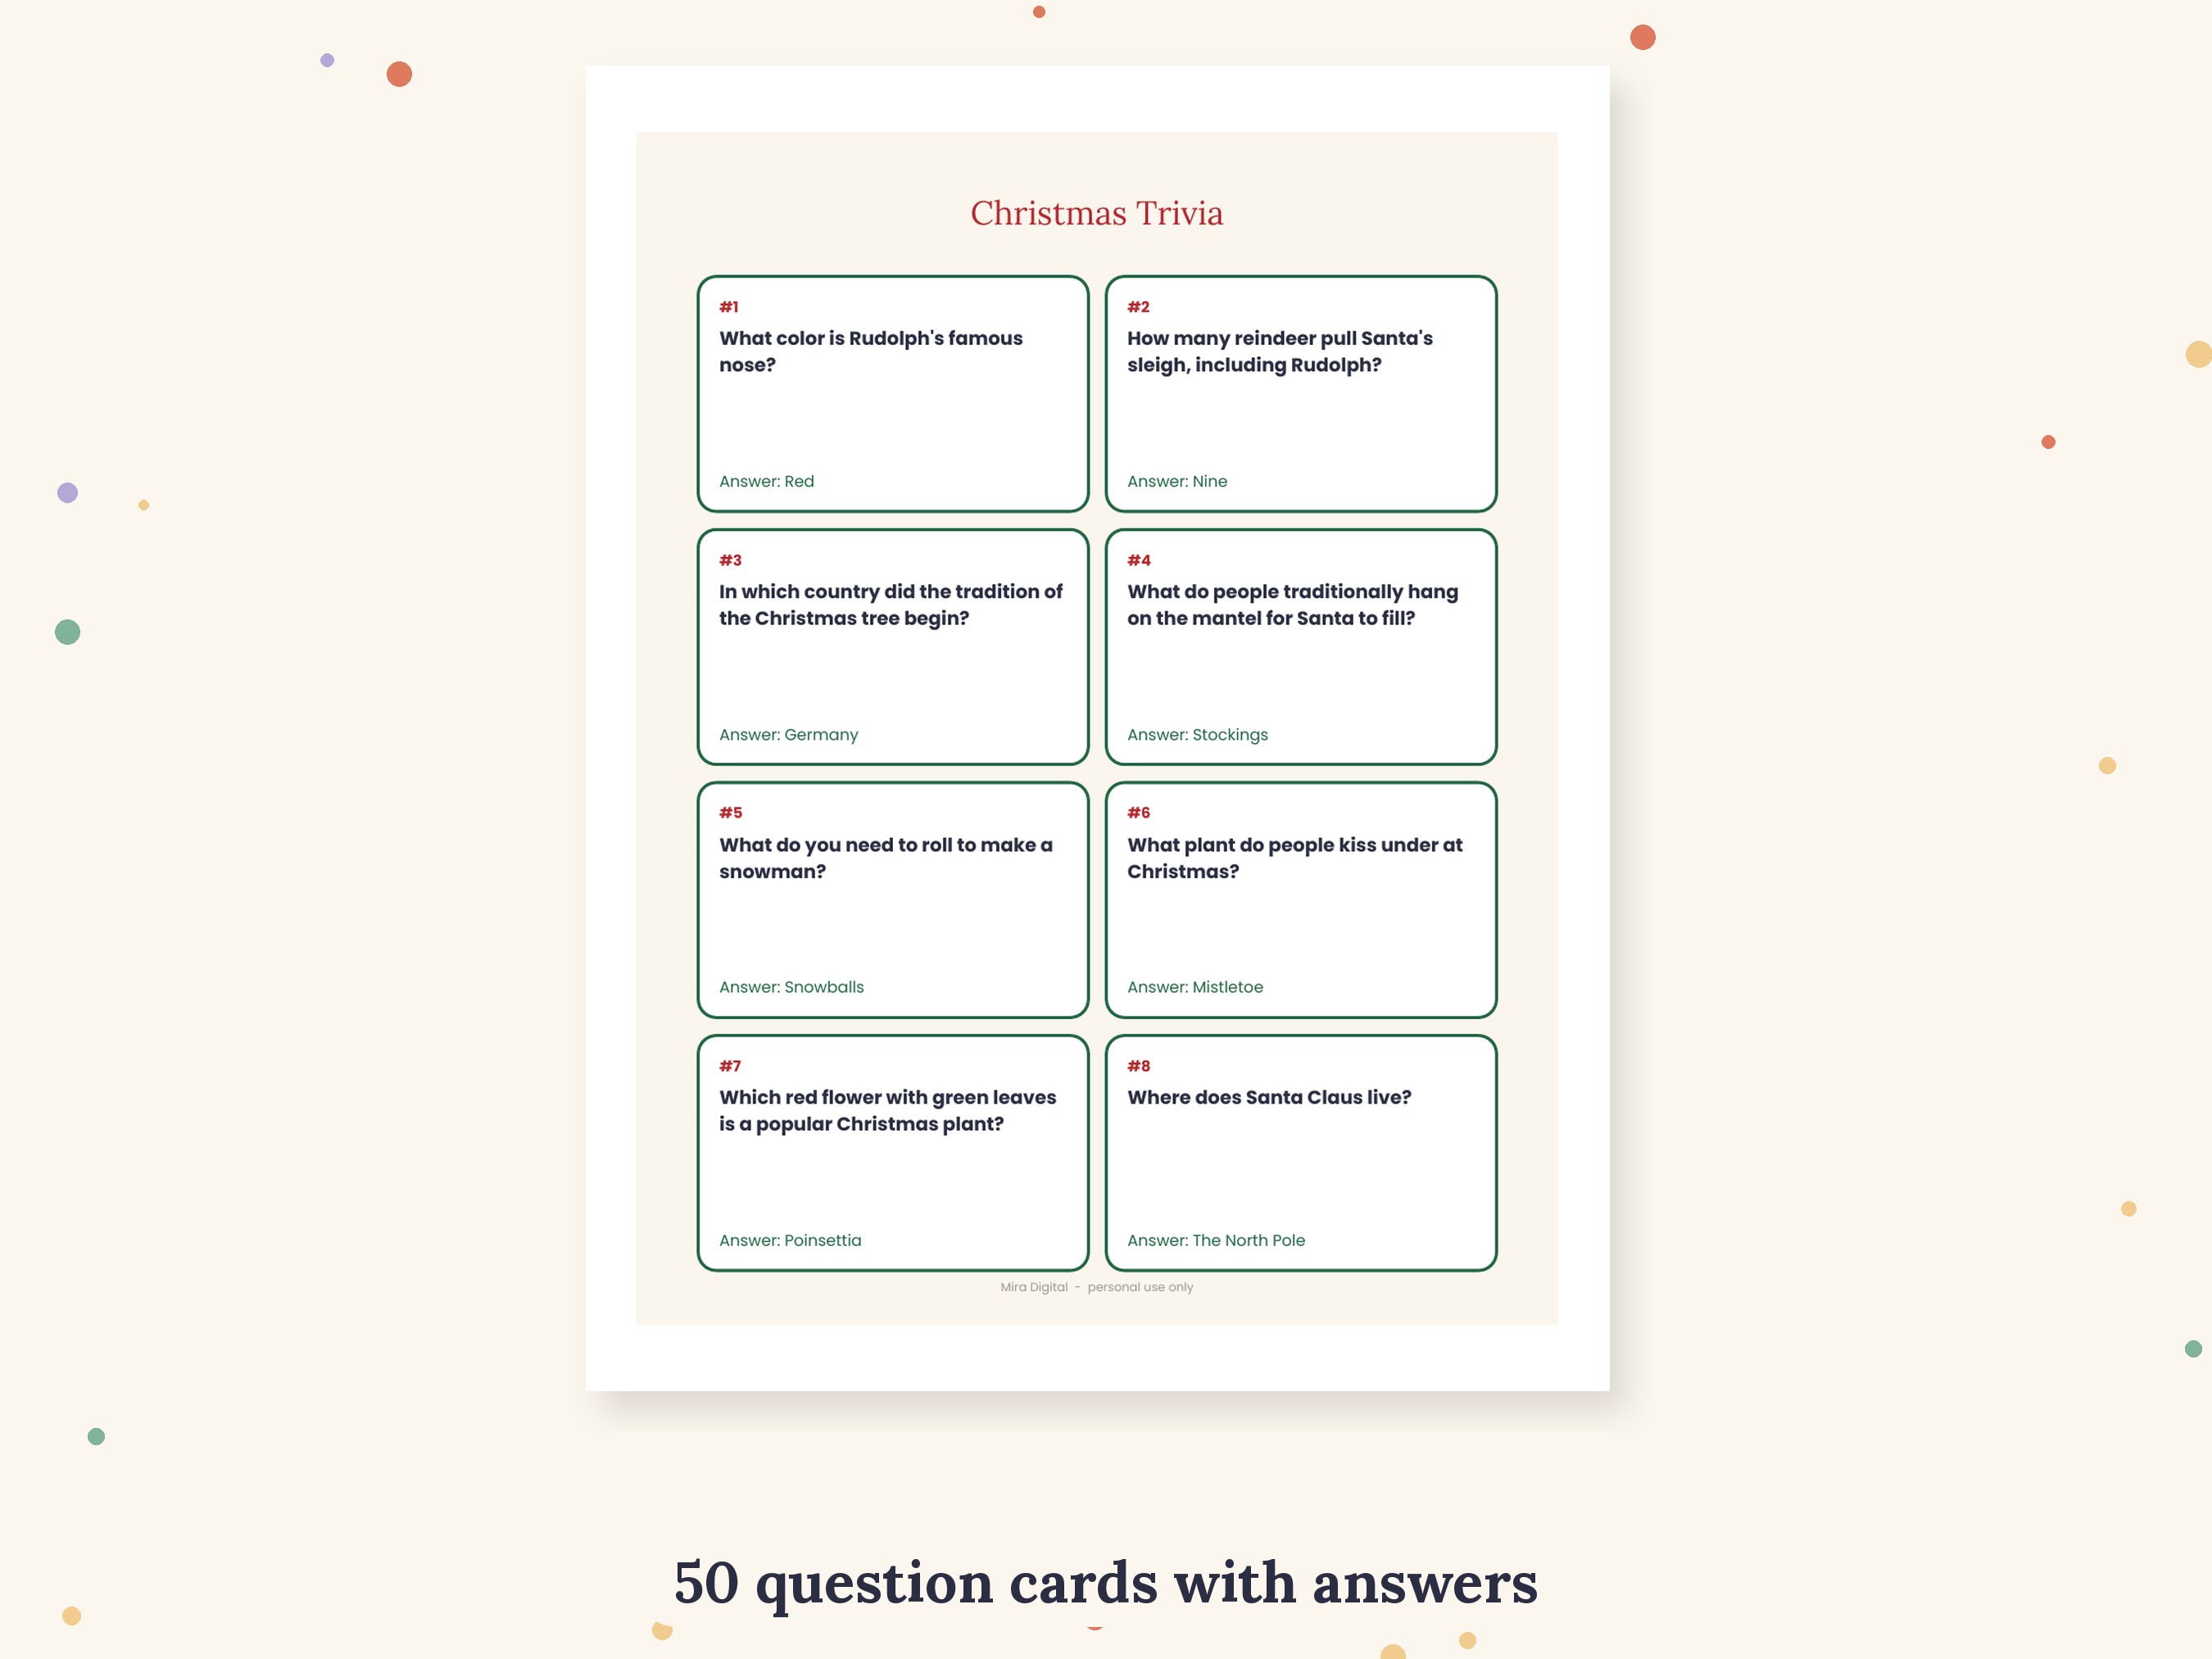 Christmas Trivia
#1
What color is Rudolph's famous
nose?
Answer: Red
#2
How many reindeer pull Santa's
sleigh, including Rudolph?
Answer: Nine
#3
In which country did the tradition of
the Christmas tree begin?
Answer: Germany
#4
What do people traditionally hang
on the mantel for Santa to fill?
Answer: Stockings
#5
What do you need to roll to make a
snowman?
Answer: Snowballs
#6
What plant do people kiss under at
Christmas?
Answer: Mistletoe
#7
Which red flower with green leaves
is a popular Christmas plant?
Answer: Poinsettia
#8
Where does Santa Claus live?
Answer: The North Pole
Mira Digital - personal use only
50 question cards with answers